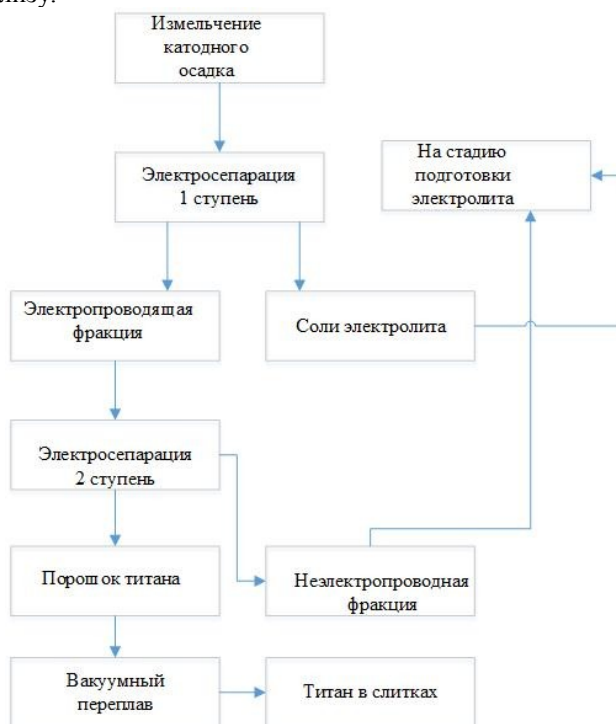 Измельчение
катодного
осадка
Электросепарация
1 ступень
На стадию
подготовки
электролита
Электропроводящая
фракция
Соли электролита
Электросепарация
2 ступень
Порошок титана
Неэлектропроводная
фракция
Вакуумный
переплав
Титан в слитках